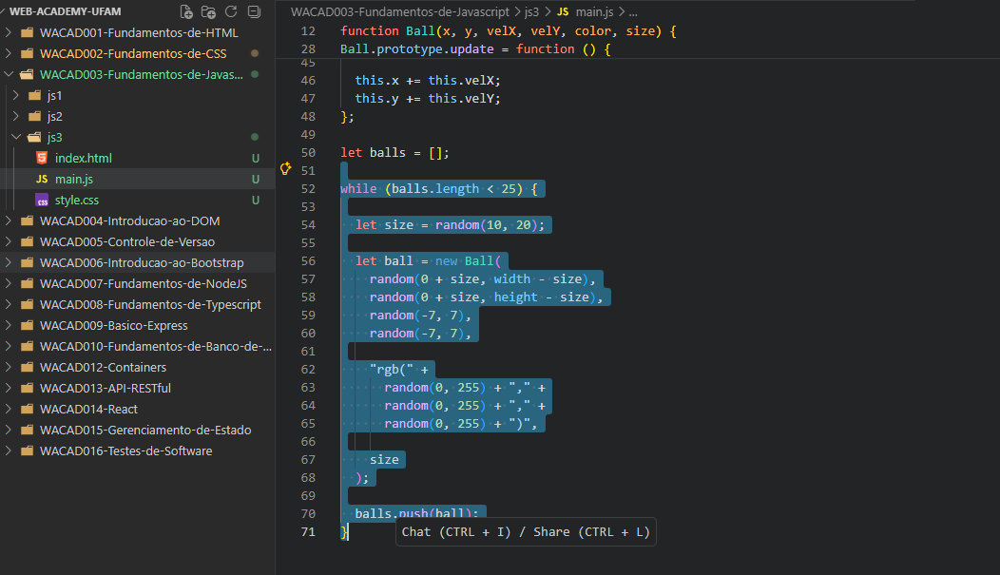 WEB-ACADEMY-UFAM
WACAD001-Fundamentos-de-HTML
WACAD002-Fundamentos-de-CSS
WACAD003-Fundamentos-de-Javas...
js1
js2
js3
index.html U
JS main.js U
css style.css U
WACAD004-Introducao-ao-DOM
WACAD005-Controle-de-Versao
WACAD006-Introducao-ao-Bootstrap
WACAD007-Fundamentos-de-NodeJS
WACAD008-Fundamentos-de-Typescript
WACAD009-Basico-Express
WACAD010-Fundamentos-de-Banco-de-...
WACAD012-Containers
WACAD013-API-RESTful
WACAD014-React
WACAD015-Gerenciamento-de-Estado
WACAD016-Testes-de-Software
WACAD003-Fundamentos-de-Javascript > js3 > JS main.js > ...
12 function Ball(x, y, velX, velY, color, size) {
28 Ball.prototype.update = function () {
45
46 this.x += this.velX;
47 this.y += this.velY;
48 };
49
50 let balls = [];
51
52 while (balls.length < 25) {
53
54 let size = random(10, 20);
55
56 let ball = new Ball(
57 random(0 + size, width - size),
58 random(0 + size, height - size),
59 random(-7, 7),
60 random(-7, 7),
61
62 "rgb(" +
63 random(0, 255) + "," +
64 random(0, 255) + "," +
65 random(0, 255) + ")",
66
67 size
68 );
69
70 balls.push(ball);
71 }
Chat (CTRL + I) / Share (CTRL + L)